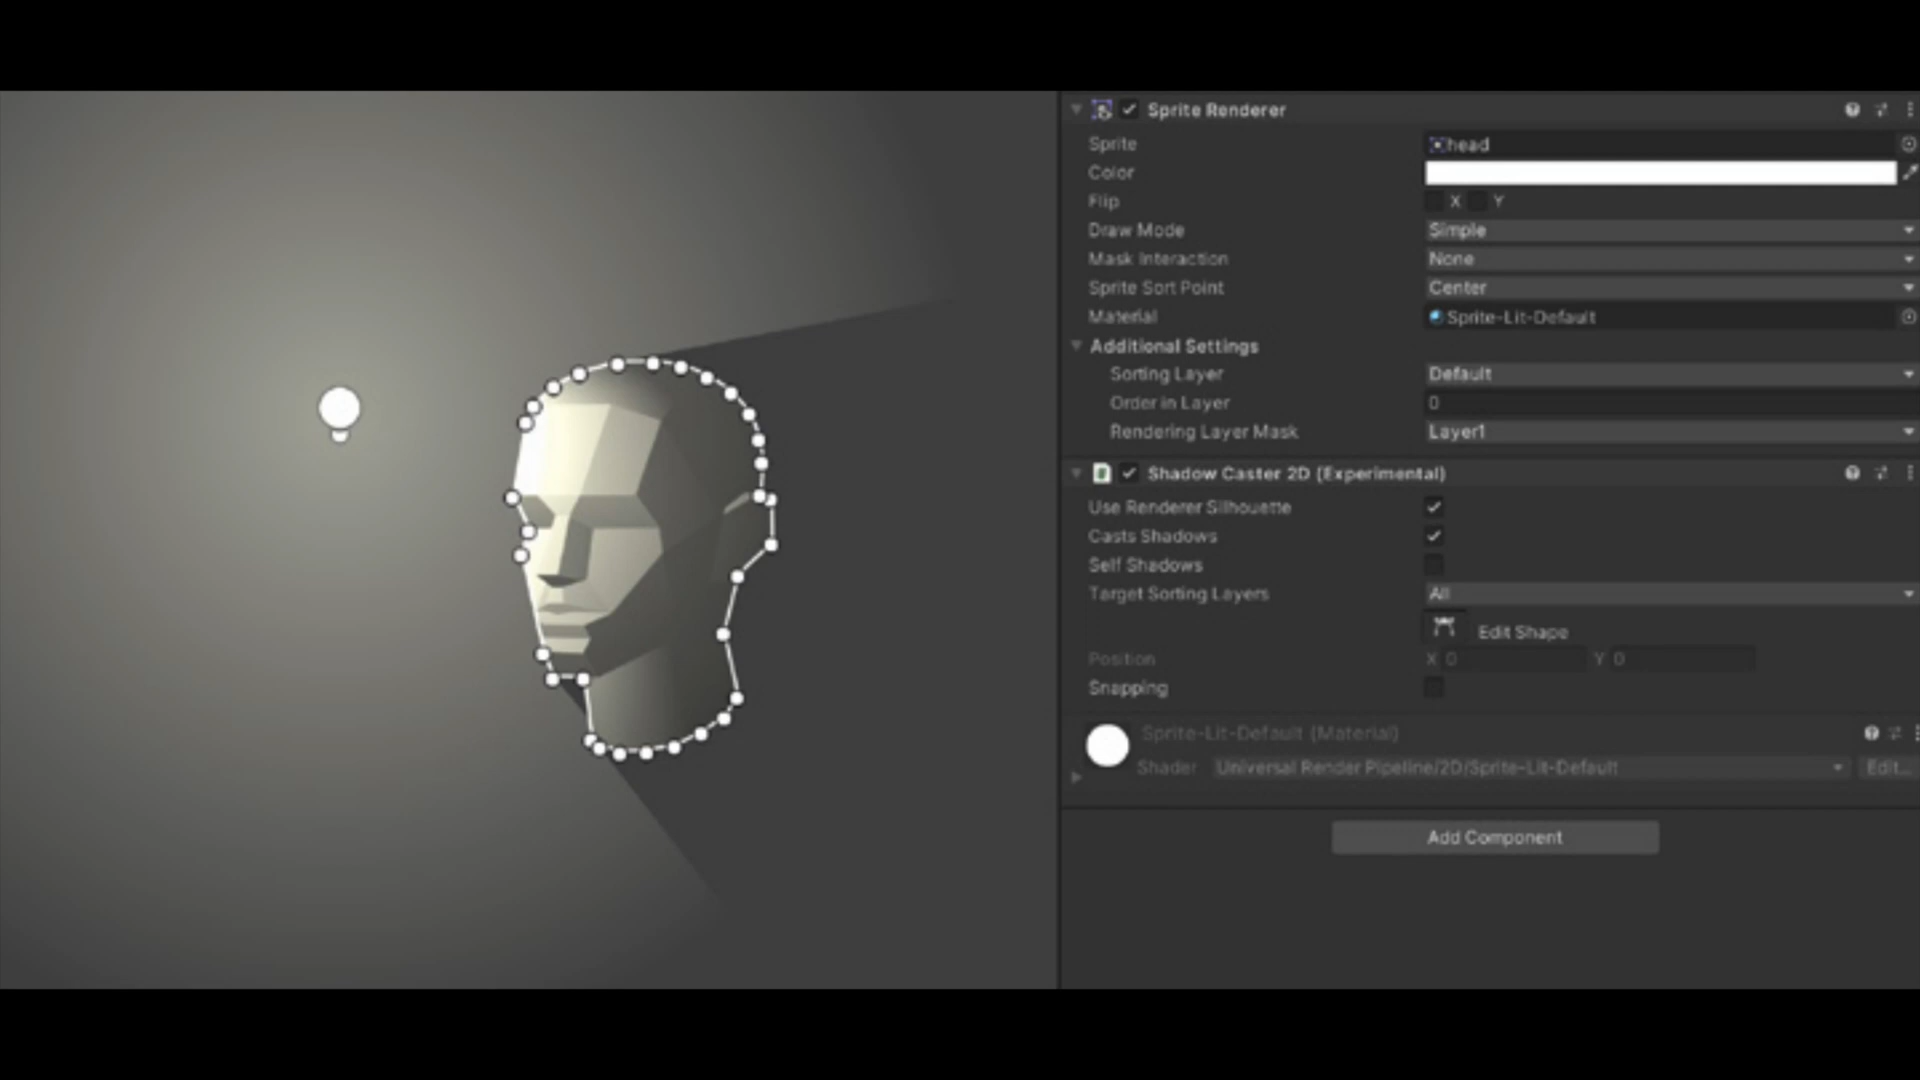 Sprite Renderer
Sprite head
Color
Flip X Y
Draw Mode Simple
Mask Interaction None
Sprite Sort Point Center
Material Sprite-Lit-Default
Additional Settings
Sorting Layer Default
Order in Layer 0
Rendering Layer Mask Layer1
Shadow Caster 2D (Experimental)
Use Renderer Silhouette
Casts Shadows
Self Shadows
Target Sorting Layers All
Edit Shape
Position X 0 Y 0
Snapping
Sprite-Lit-Default (Material)
Shader Universal Render Pipeline/2D/Sprite-Lit-Default Edit...
Add Component